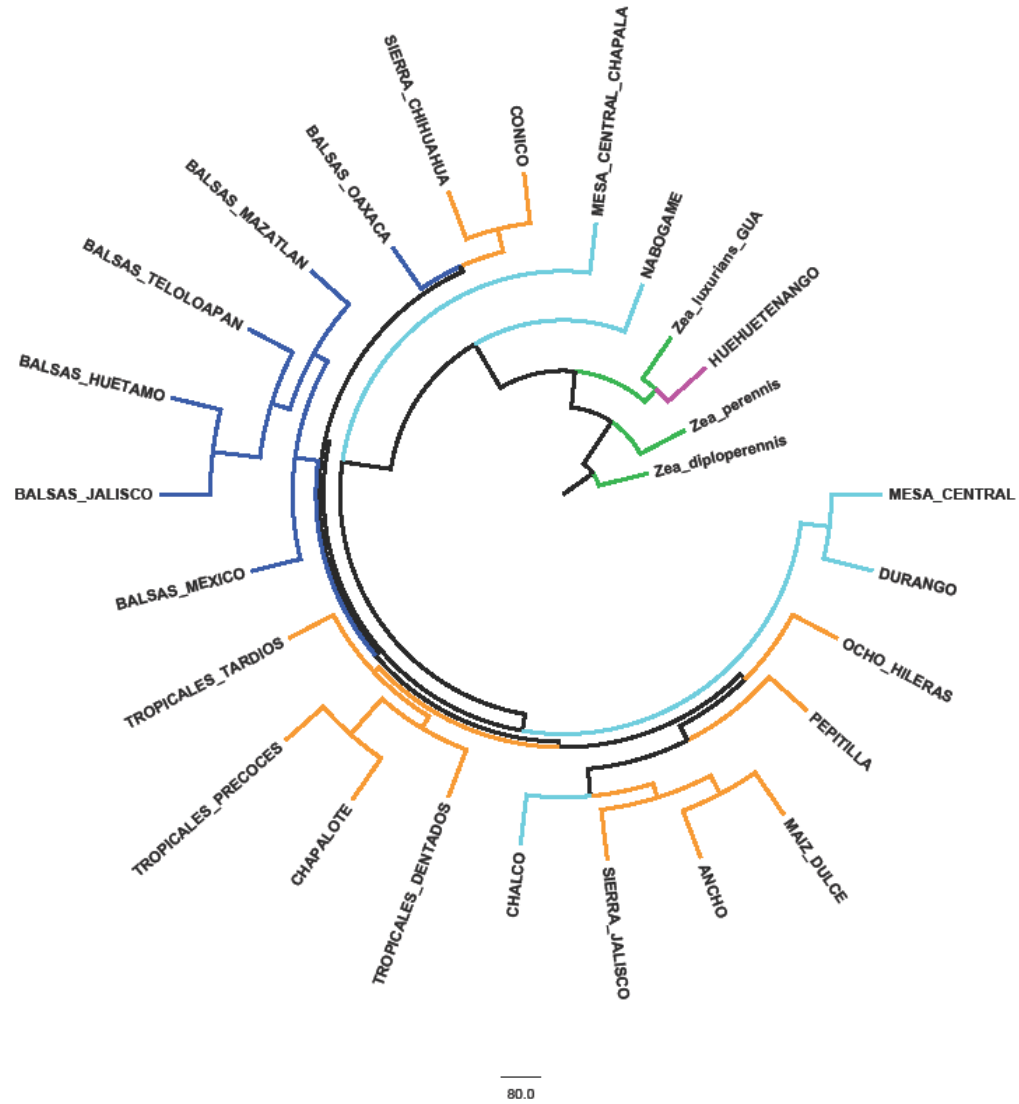 MESA_CENTRAL_CHAPALA
SIERRA_CHIHUAHUA
CONICO
BALSAS_OAXACA
BALSAS_MAZATLAN
NABOGAME
Zea_luxurians_GUA
BALSAS_TELOLOAPAN
HUEHUETENANGO
BALSAS_HUETAMO
Zea_perennis
Zea_diploperennis
BALSAS_JALISCO
MESA_CENTRAL
BALSAS_MEXICO
DURANGO
TROPICALES_TARDIOS
OCHO_HILERAS
PEPITILLA
TROPICALES_PRECOCES
CHAPALOTE
TROPICALES_DENTADOS
CHALCO
SIERRA_JALISCO
ANCHO
MAIZ_DULCE
80.0